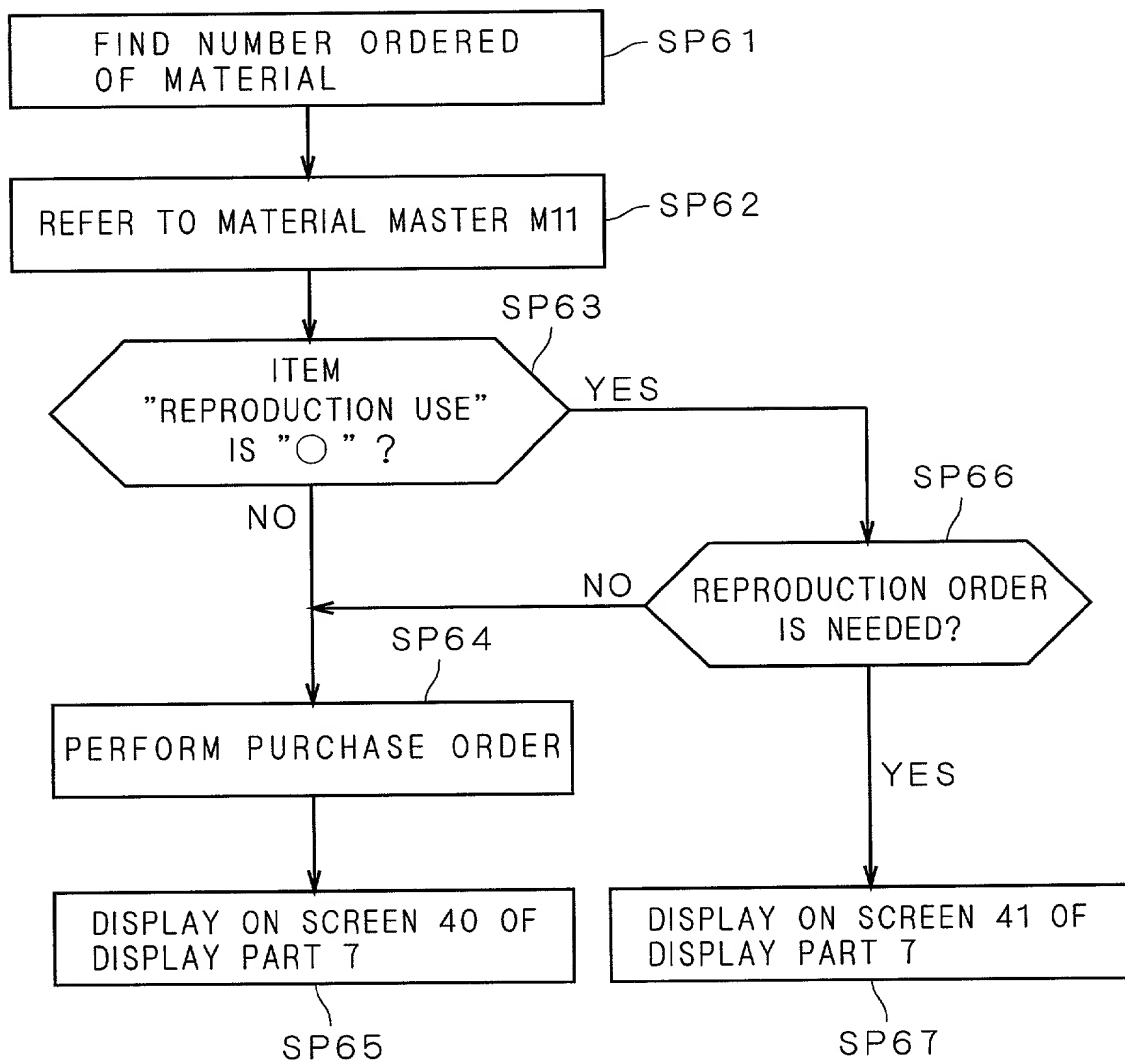 FIND NUMBER ORDERED
OF MATERIAL
SP61
REFER TO MATERIAL MASTER M11
SP62
SP63
ITEM
"REPRODUCTION USE"
IS "○" ?
YES
NO
SP66
REPRODUCTION ORDER
IS NEEDED?
NO
YES
SP64
PERFORM PURCHASE ORDER
DISPLAY ON SCREEN 40 OF
DISPLAY PART 7
SP65
DISPLAY ON SCREEN 41 OF
DISPLAY PART 7
SP67